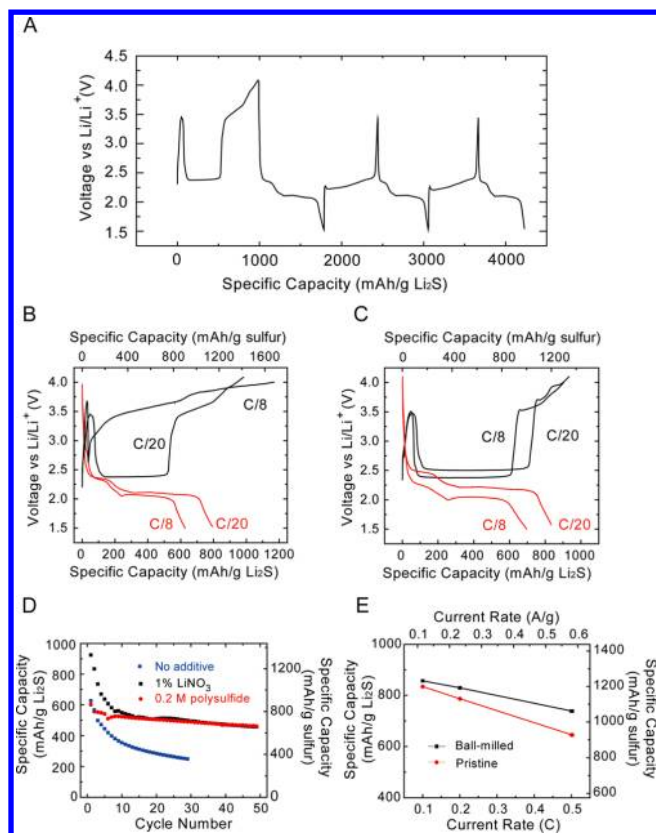 A
Voltage vs Li/Li+(V)
4.0
3.5
3.0
2.5
2.0
1.5
0 1000 2000 3000 4000
Specific Capacity (mAh/g Li2S)
B
Specific Capacity (mAh/g sulfur)
0 400 800 1200 1600
Voltage vs Li/Li+(V)
4.0
3.5
3.0
2.5
2.0
1.5
C/8
C/20
C/8
C/20
0 200 400 600 800 1000 1200
Specific Capacity (mAh/g Li2S)
C
Specific Capacity (mAh/g sulfur)
0 400 800 1200
Voltage vs Li/Li+(V)
4.0
3.5
3.0
2.5
2.0
1.5
C/8
C/20
C/8
C/20
0 200 400 600 800 1000
Specific Capacity (mAh/g Li2S)
D
Specific Capacity
(mAh/g Li2S)
1000
800
600
400
200
0
No additive
1% LiNO3
0.2 M polysulfide
1200
800
400
0
Specific Capacity
(mAh/g sulfur)
0 10 20 30 40 50
Cycle Number
E
Current Rate (A/g)
0.1 0.2 0.3 0.4 0.5 0.6
Specific Capacity
(mAh/g Li2S)
1000
800
600
400
Ball-milled
Pristine
1400
1200
1000
800
600
Specific Capacity
(mAh/g sulfur)
0.1 0.2 0.3 0.4 0.5
Current Rate (C)